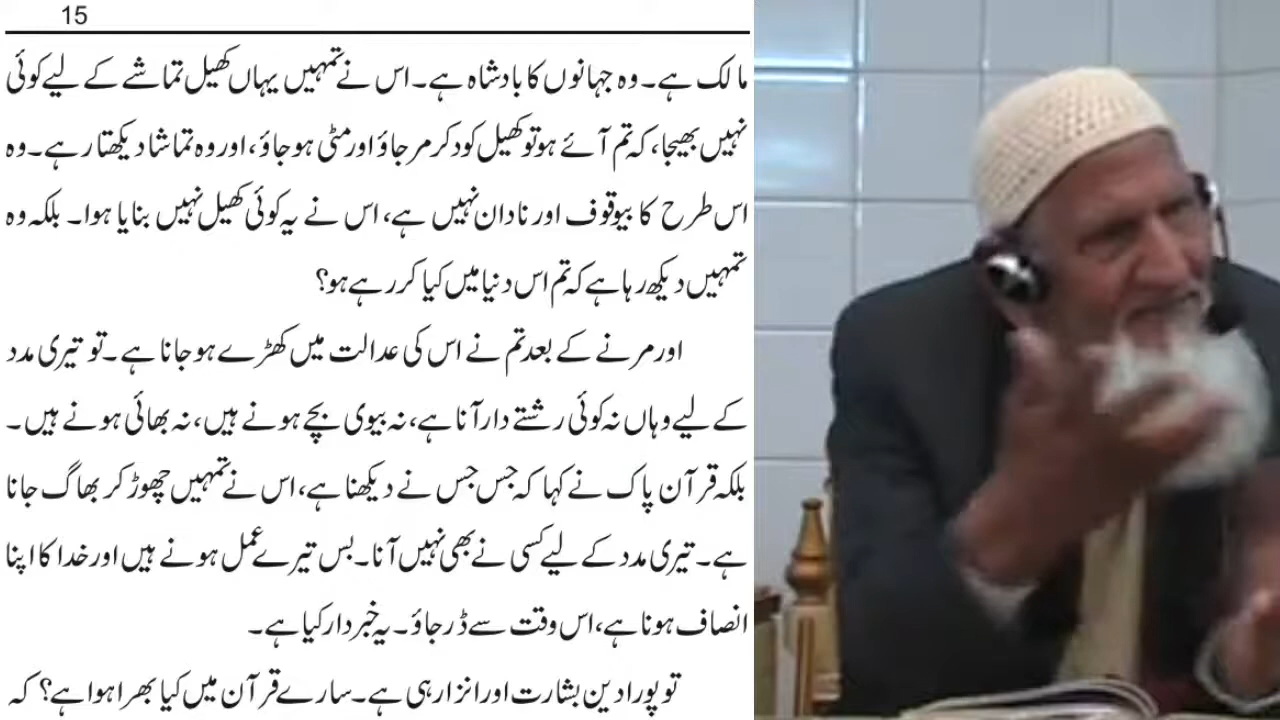 15
مالک ہے۔ وہ جہانوں کا بادشاہ ہے۔ اس نے تمہیں یہاں کھیل تماشے کے لیے کوئی
نہیں بھیجا، کہ تم آئے ہو تو کھیل کود کر مر جاؤ اور مٹی ہو جاؤ، اور وہ تماشا دیکھتا رہے۔ وہ
اس طرح کا بیوقوف اور نادان نہیں ہے، اس نے یہ کوئی کھیل نہیں بنایا ہوا۔ بلکہ وہ
تمہیں دیکھ رہا ہے کہ تم اس دنیا میں کیا کر رہے ہو؟
اور مرنے کے بعد تم نے اس کی عدالت میں کھڑے ہو جانا ہے۔ تو تیری مدد
کے لیے وہاں نہ کوئی رشتے دار آنا ہے، نہ بیوی بچے ہونے ہیں، نہ بھائی ہونے ہیں۔
بلکہ قرآن پاک نے کہا کہ جس جس نے دیکھنا ہے، اس نے تمہیں چھوڑ کر بھاگ جانا
ہے۔ تیری مدد کے لیے کسی نے بھی نہیں آنا۔ بس تیرے عمل ہونے ہیں اور خدا کا اپنا
انصاف ہونا ہے، اس وقت سے ڈر جاؤ۔ یہ خبردار کیا ہے۔
تو پورا دین بشارت اور انزار ہی ہے۔ سارے قرآن میں کیا بھرا ہوا ہے؟ کہ